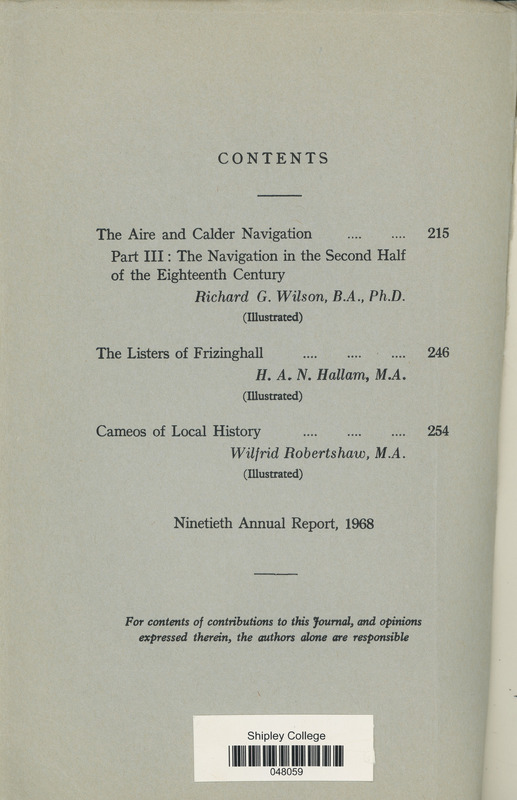 CONTENTS
The Aire and Calder Navigation .... .... 215
Part III : The Navigation in the Second Half
of the Eighteenth Century
Richard G. Wilson, B.A., Ph.D.
(Illustrated)
The Listers of Frizinghall .... .... .... 246
H. A. N. Hallam, M.A.
(Illustrated)
Cameos of Local History .... .... .... 254
Wilfrid Robertshaw, M.A.
(Illustrated)
Ninetieth Annual Report, 1968
For contents of contributions to this Journal, and opinions
expressed therein, the authors alone are responsible
Shipley College
048059